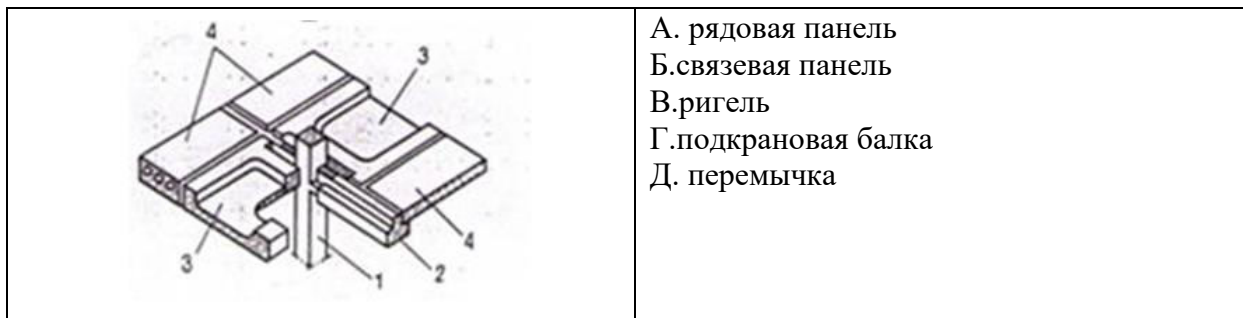 4
3
4
3
1
2
А. рядовая панель
Б.связевая панель
В.ригель
Г.подкрановая балка
Д. перемычка